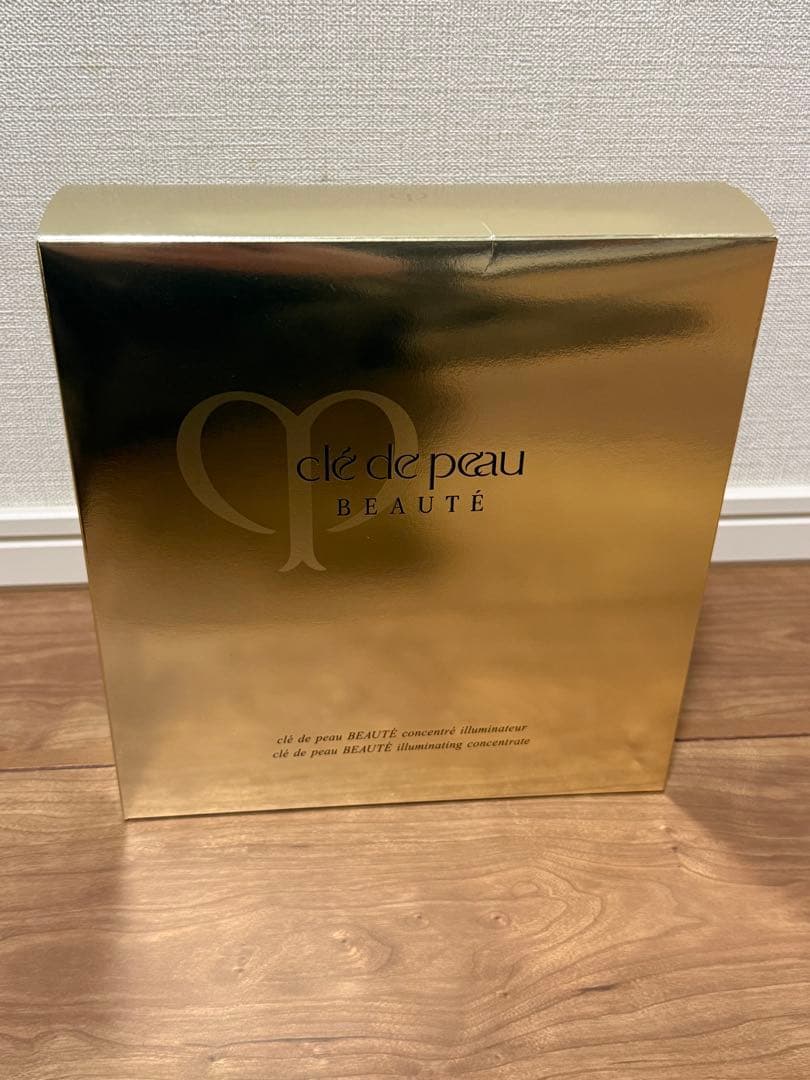 clé de peau
BEAUTÉ
clé de peau BEAUTÉ concentré illuminateur
clé de peau BEAUTÉ illuminating concentrate